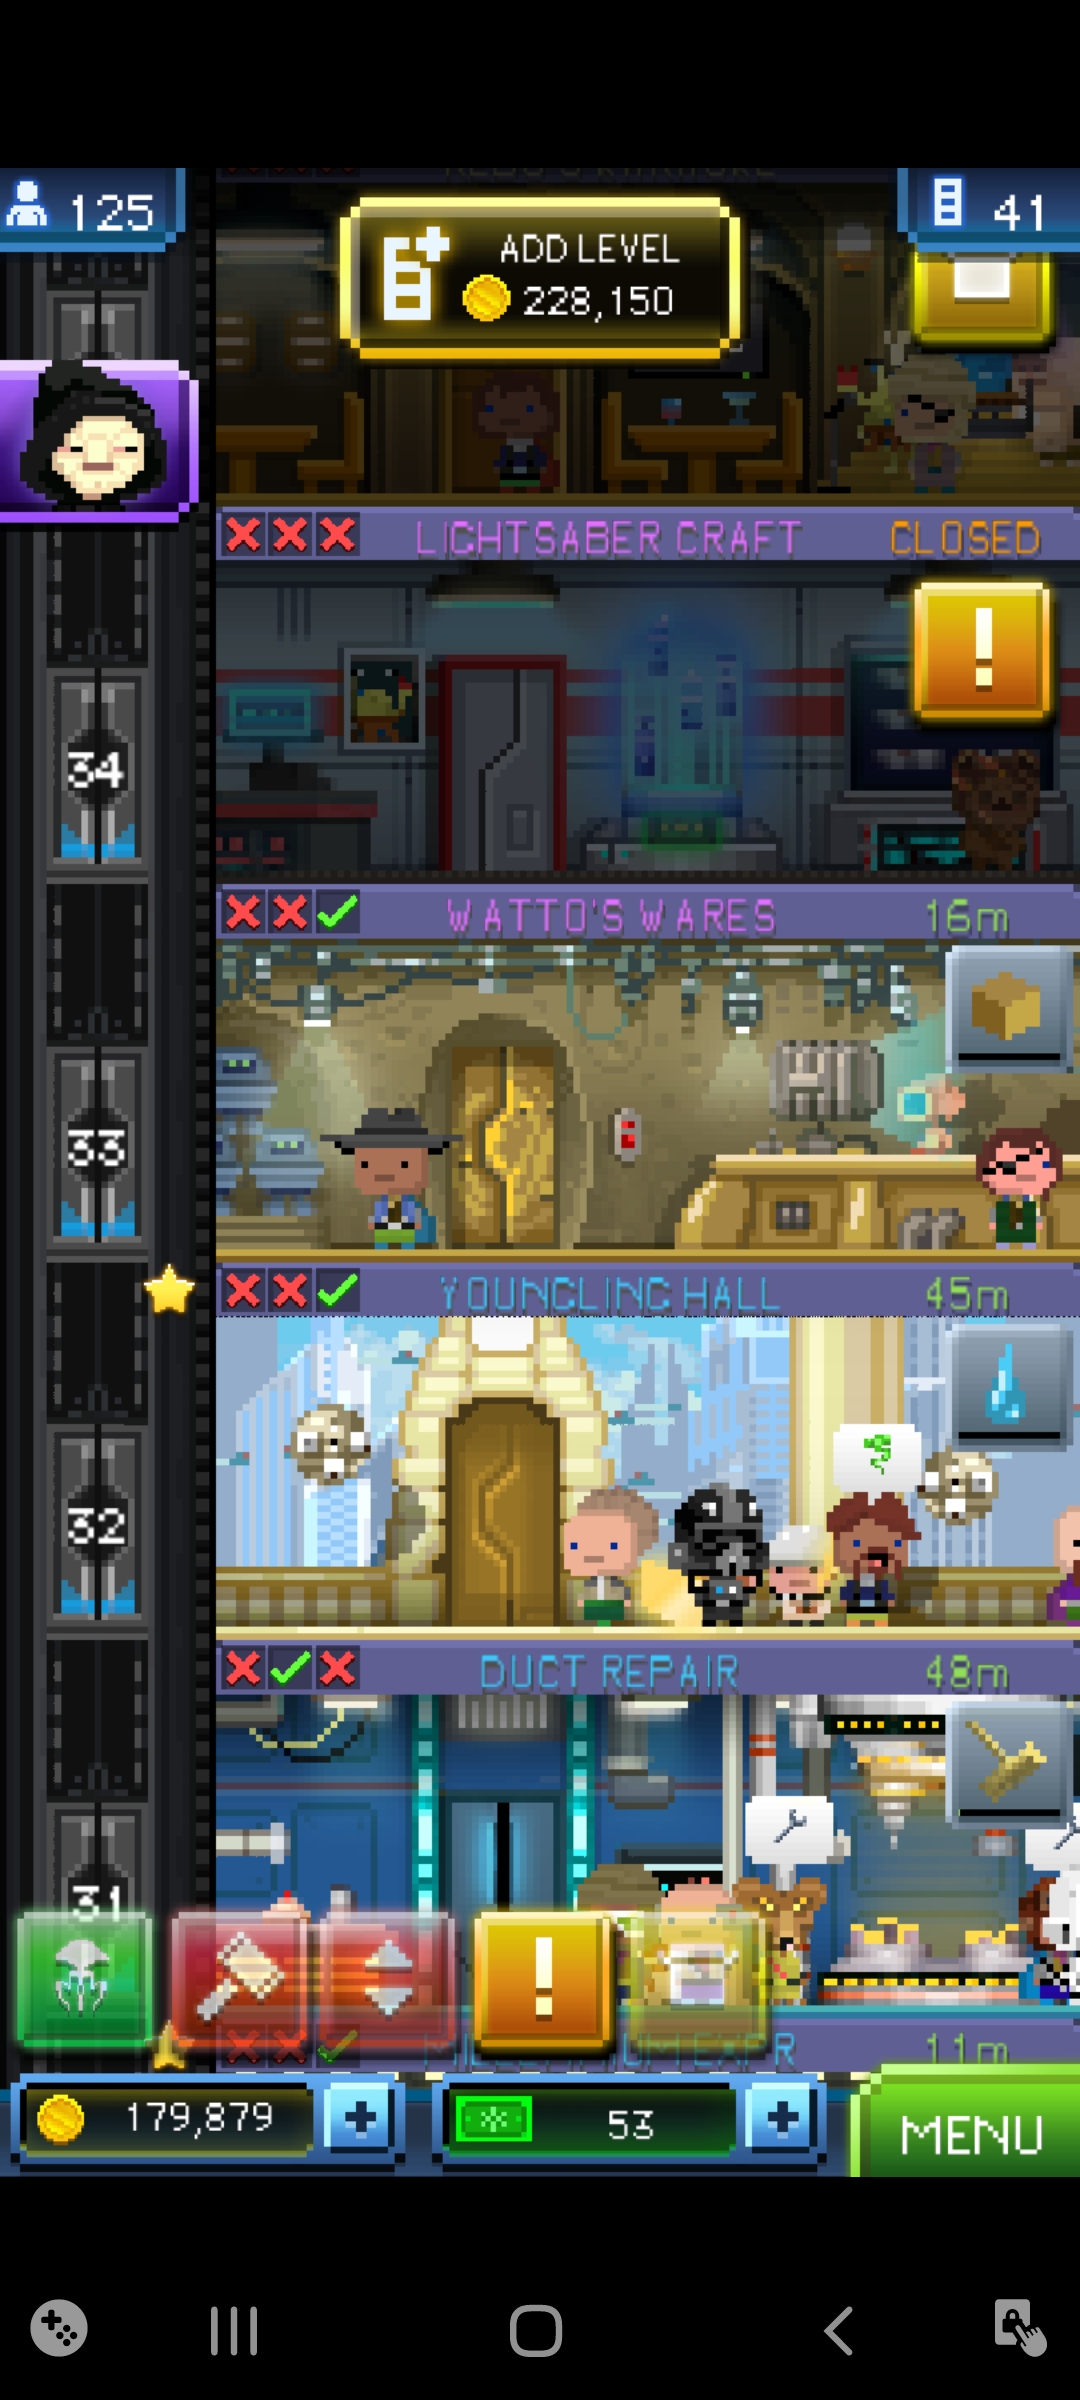 125
ADD LEVEL
228,150
41
LIGHTSABER CRAFT
CLOSED
!
34
WATTO'S WARES
16m
33
YOUNGLING HALL
45m
32
DUCT REPAIR
48m
31
!
11m
179,879
+
53
+
MENU